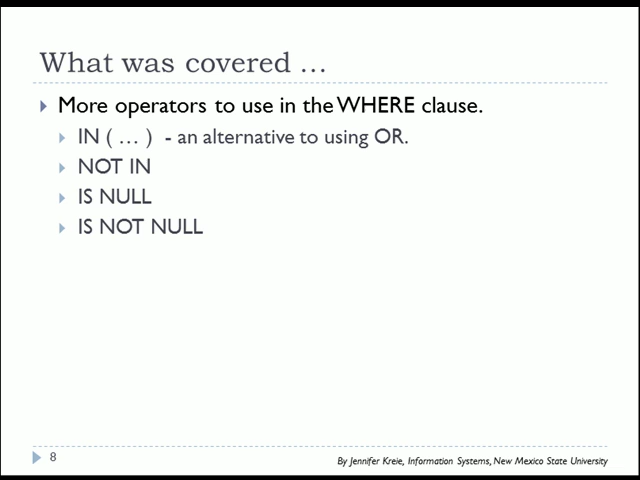 What was covered …
More operators to use in the WHERE clause.
IN ( … ) - an alternative to using OR.
NOT IN
IS NULL
IS NOT NULL
8
By Jennifer Kreie, Information Systems, New Mexico State University